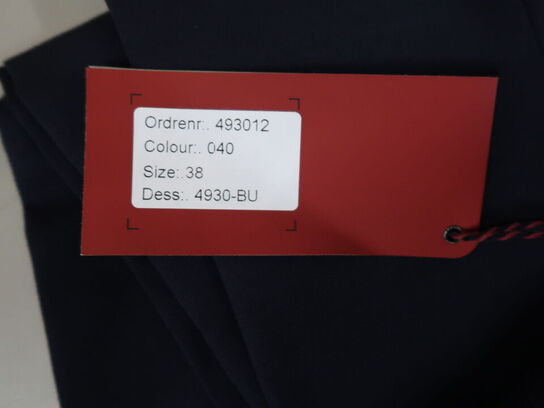 Ordrenr:. 493012
Colour:. 040
Size:.38
Dess:. 4930-BU